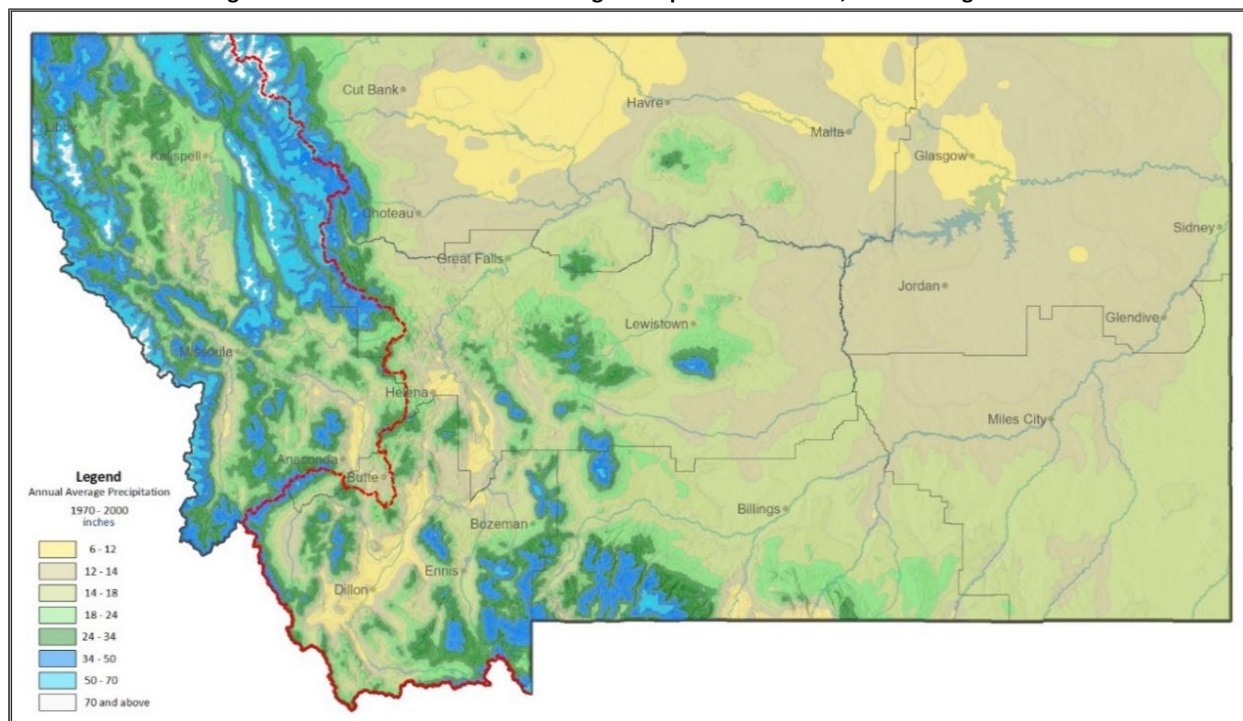 Cut Bank
Havre
Libby
Malta
Kalispell
Glasgow
Choteau
Sidney
Great Falls
Jordan
Lewistown
Glendive
Missoula
Helena
Miles City
Anaconda
Butte
Billings
Bozeman
Ennis
Dillon
Legend
Annual Average Precipitation
1970 - 2000
inches
6 - 12
12 - 14
14 - 18
18 - 24
24 - 34
34 - 50
50 - 70
70 and above